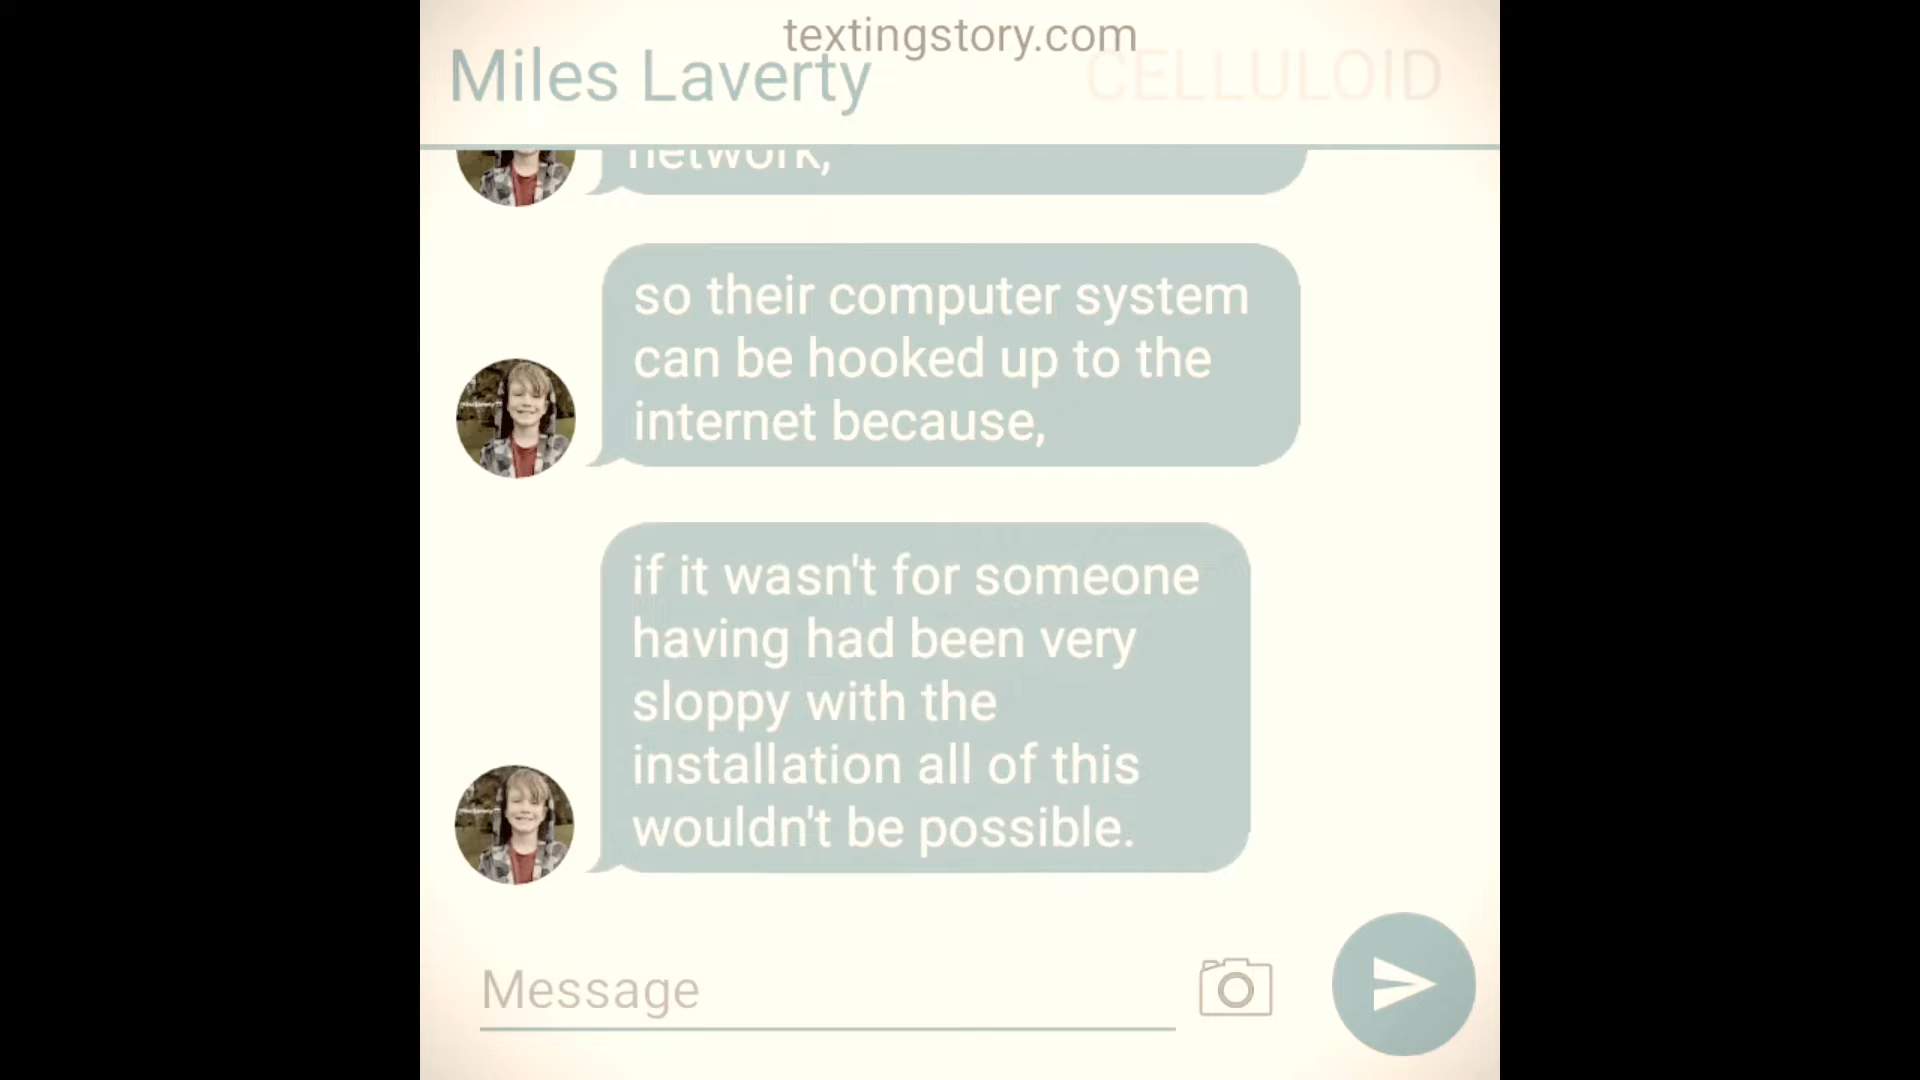 textingstory.com
Miles Laverty
CELLULOID
network,
so their computer system
can be hooked up to the
internet because,
if it wasn't for someone
having had been very
sloppy with the
installation all of this
wouldn't be possible.
Message